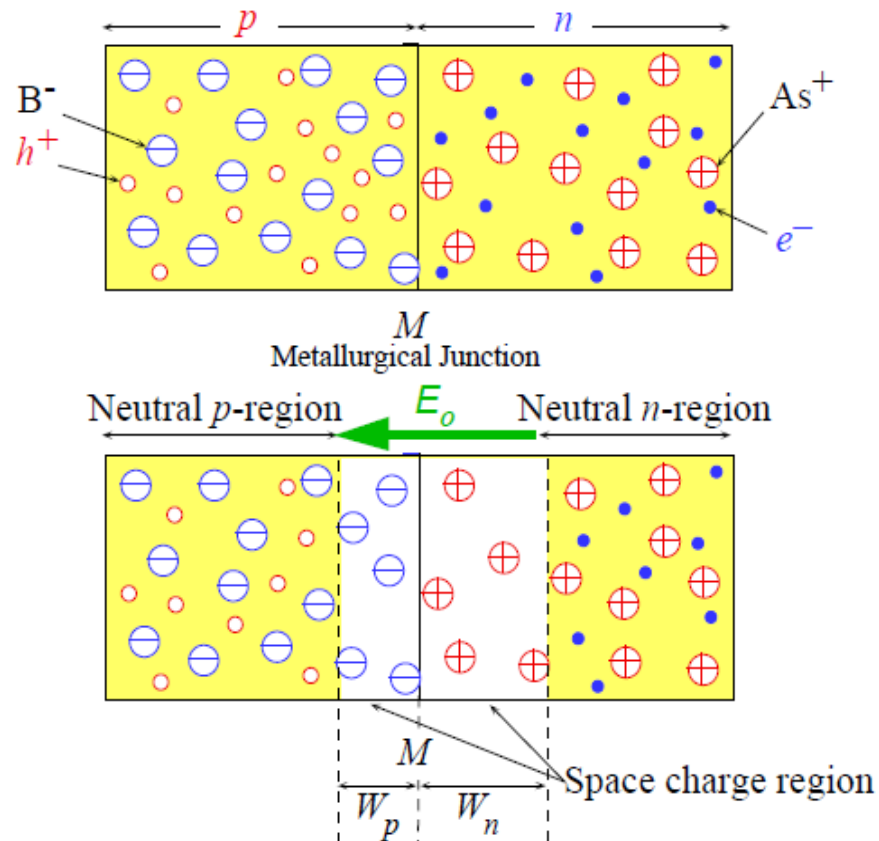 p n
B⁻ As⁺
h⁺
e⁻
M
Metallurgical Junction
Neutral p-region Eₒ Neutral n-region
M
Space charge region
Wₚ Wₙ